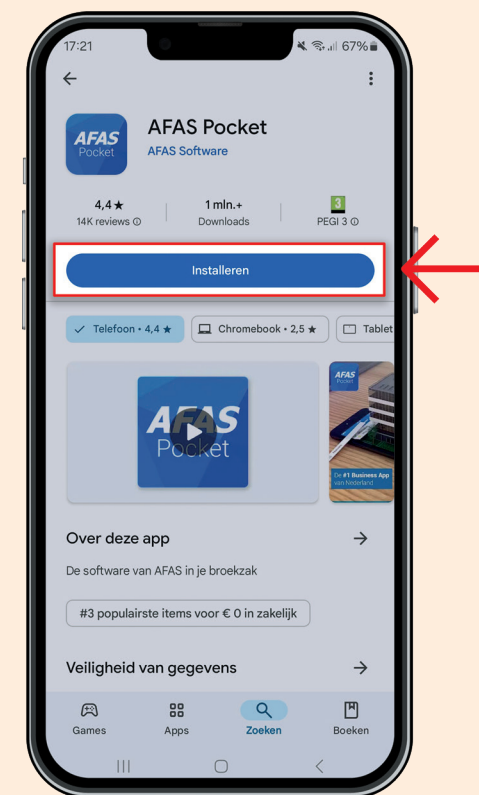 17:21
67%
AFAS
Pocket
AFAS Pocket
AFAS Software
4,4★
14K reviews
1 mln.+
Downloads
3
PEGI 3
Installeren
Telefoon • 4,4 ★
Chromebook • 2,5 ★
Tablet
AFAS
Pocket
AFAS
Pocket
De #1 Business App
van Nederland
Over deze app
De software van AFAS in je broekzak
#3 populairste items voor € 0 in zakelijk
Veiligheid van gegevens
Games
Apps
Zoeken
Boeken